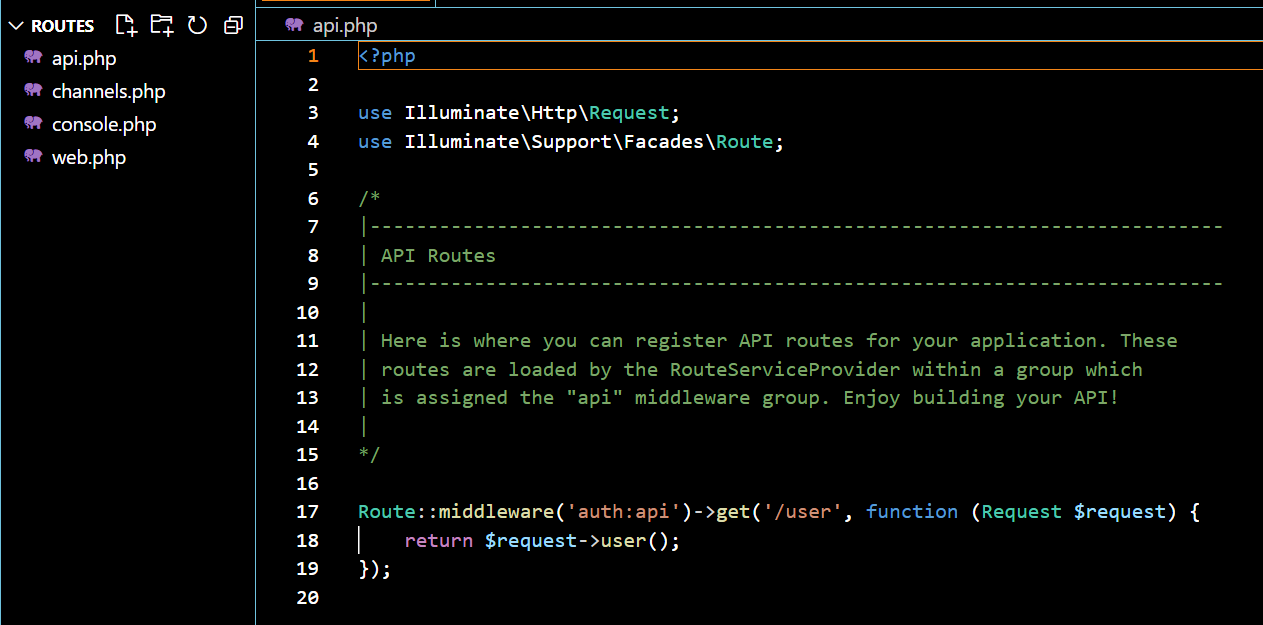 ROUTES
api.php
channels.php
console.php
web.php
api.php
1 <?php
2
3 use Illuminate\Http\Request;
4 use Illuminate\Support\Facades\Route;
5
6 /*
7 |--------------------------------------------------------------------------
8 | API Routes
9 |--------------------------------------------------------------------------
10 |
11 | Here is where you can register API routes for your application. These
12 | routes are loaded by the RouteServiceProvider within a group which
13 | is assigned the "api" middleware group. Enjoy building your API!
14 |
15 */
16
17 Route::middleware('auth:api')->get('/user', function (Request $request) {
18     return $request->user();
19 });
20